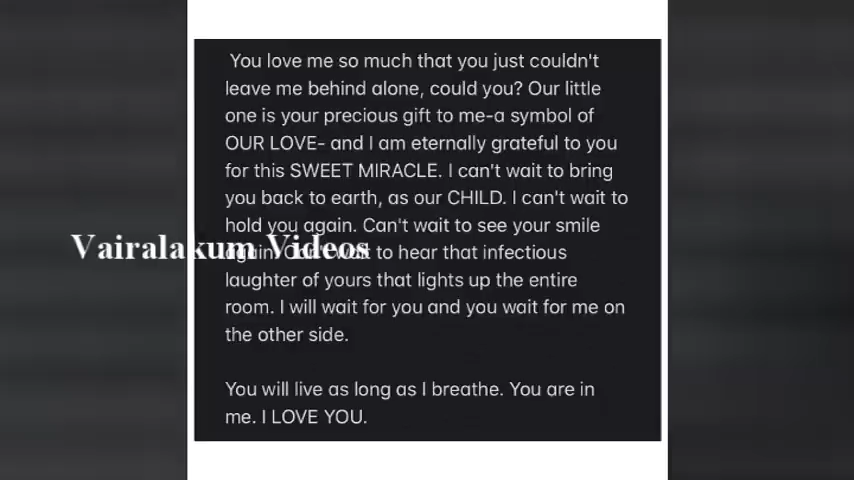 You love me so much that you just couldn't
leave me behind alone, could you? Our little
one is your precious gift to me-a symbol of
OUR LOVE- and I am eternally grateful to you
for this SWEET MIRACLE. I can't wait to bring
you back to earth, as our CHILD. I can't wait to
hold you again. Can't wait to see your smile
again. Can't wait to hear that infectious
laughter of yours that lights up the entire
room. I will wait for you and you wait for me on
the other side.
You will live as long as I breathe. You are in
me. I LOVE YOU.
Vairalakum Videos